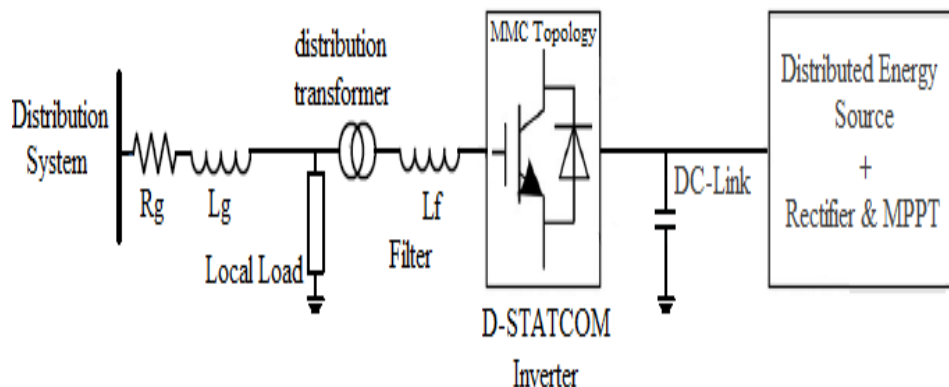 Distribution
System
Rg
Lg
Local Load
distribution
transformer
Lf
Filter
MMC Topology
D-STATCOM
Inverter
DC-Link
Distributed Energy
Source
+
Rectifier & MPPT